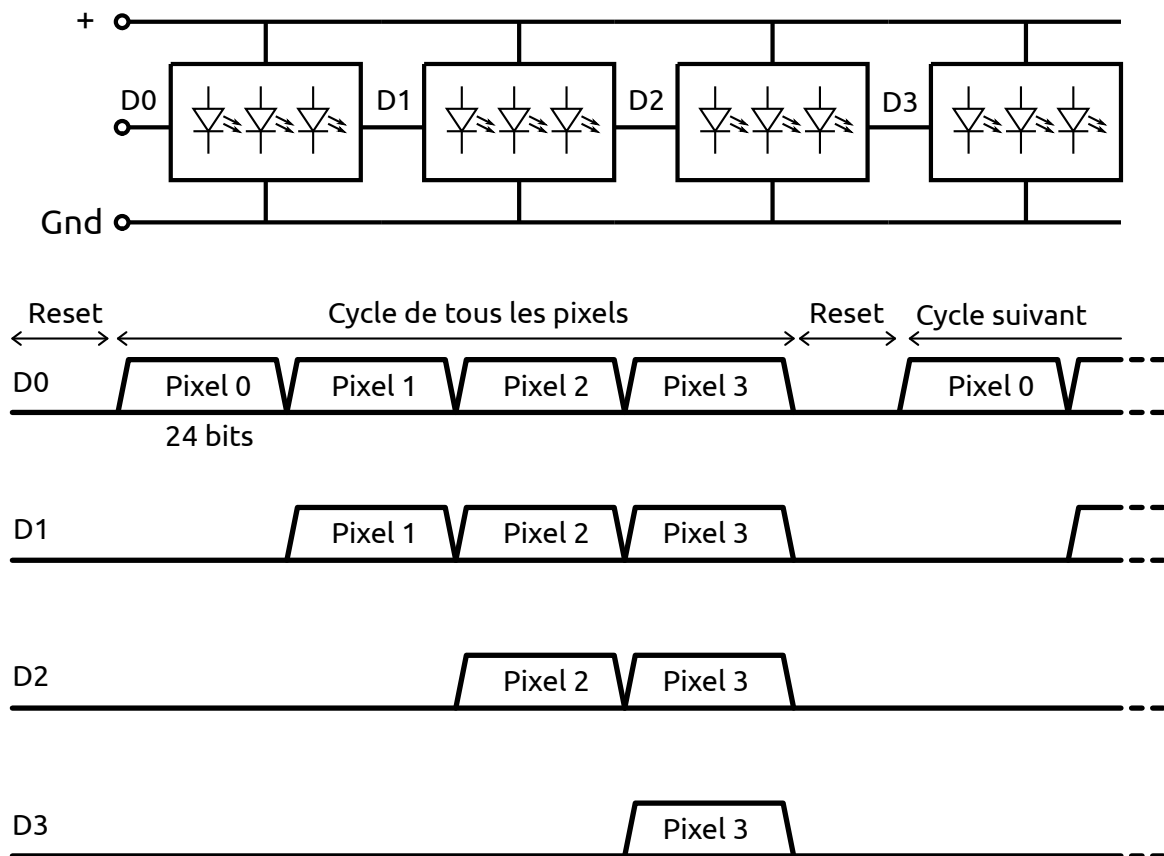 +
D0 D1 D2 D3
Gnd
Reset Cycle de tous les pixels Reset Cycle suivant
D0 Pixel 0 Pixel 1 Pixel 2 Pixel 3 Pixel 0
24 bits
D1 Pixel 1 Pixel 2 Pixel 3
D2 Pixel 2 Pixel 3
D3 Pixel 3